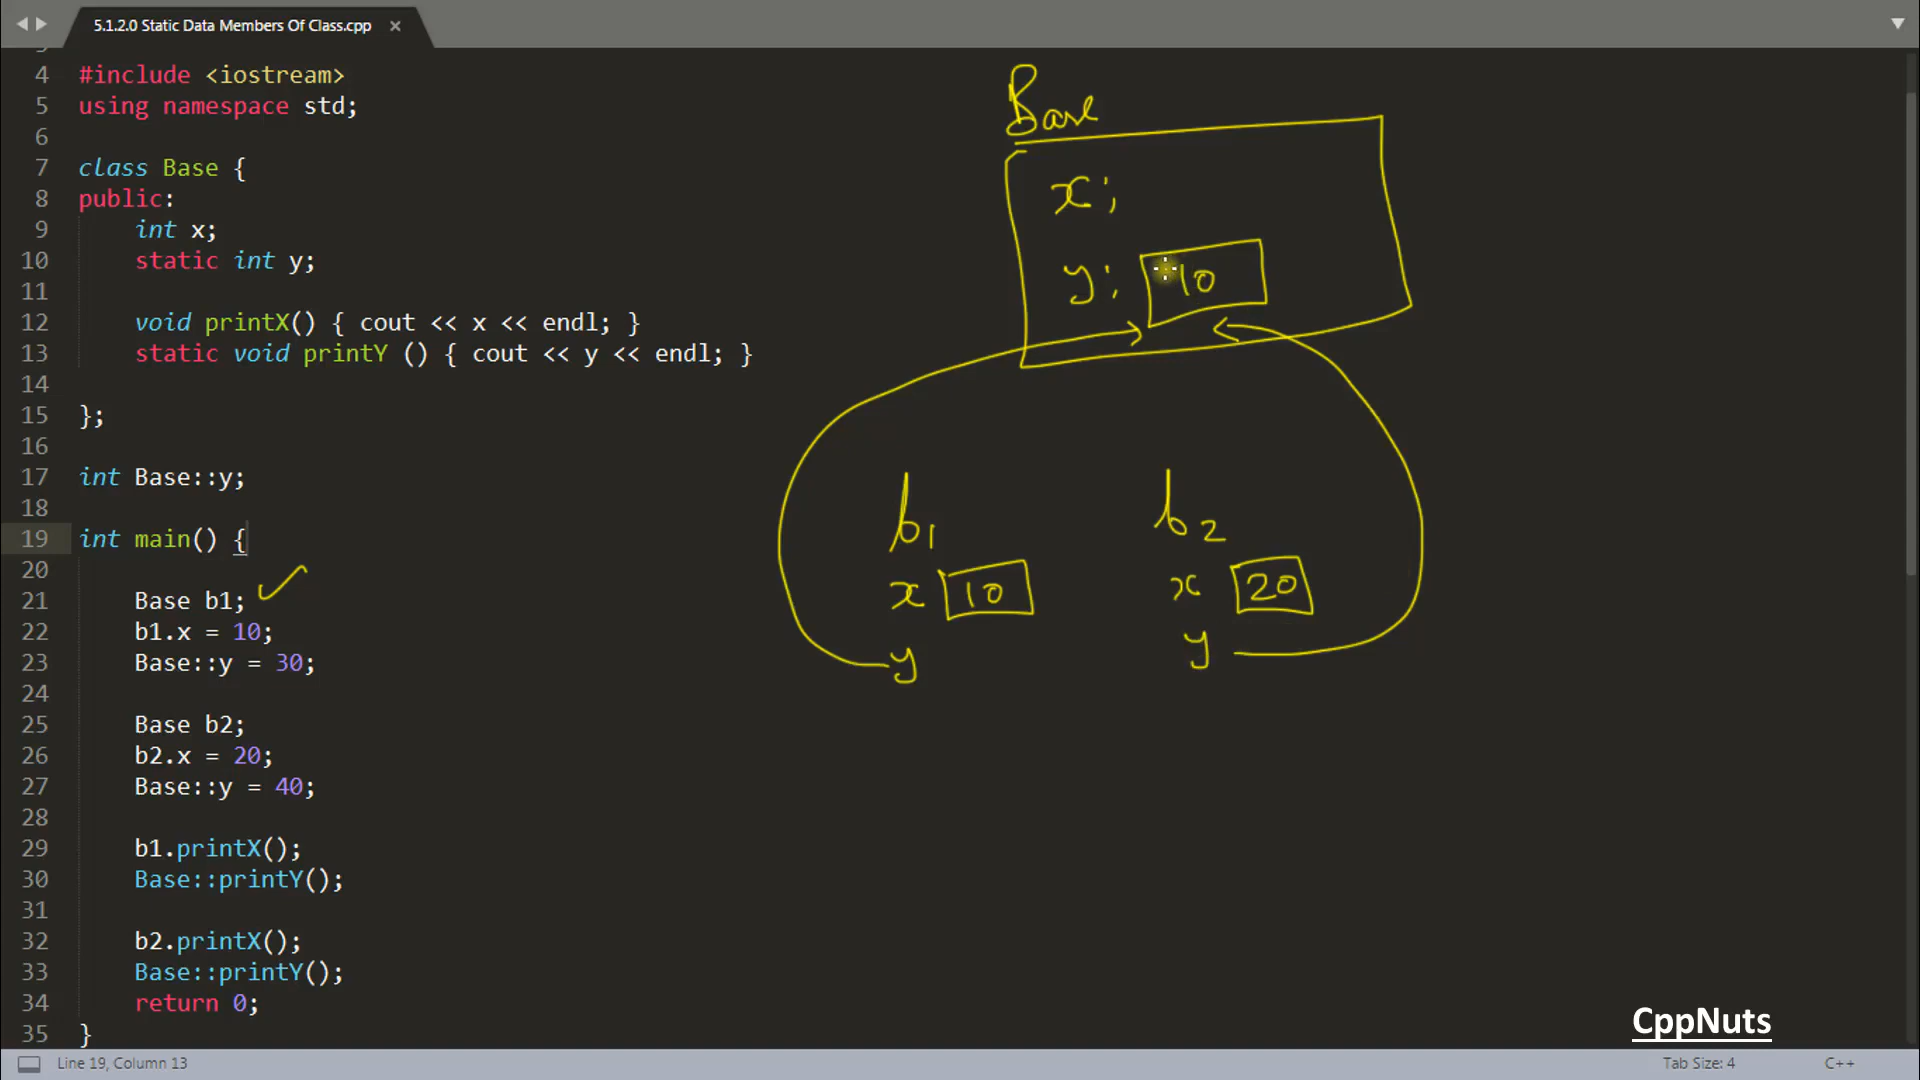 5.1.2.0 Static Data Members Of Class.cpp ×
4 #include <iostream>
5 using namespace std;
6
7 class Base {
8 public:
9 int x;
10 static int y;
11
12 void printX() { cout << x << endl; }
13 static void printY () { cout << y << endl; }
14
15 };
16
17 int Base::y;
18
19 int main() {
20
21 Base b1;
22 b1.x = 10;
23 Base::y = 30;
24
25 Base b2;
26 b2.x = 20;
27 Base::y = 40;
28
29 b1.printX();
30 Base::printY();
31
32 b2.printX();
33 Base::printY();
34 return 0;
35 }
Base
x;
y; 10
b1 b2
x 10 x 20
y y
CppNuts
Line 19, Column 13 Tab Size: 4 C++